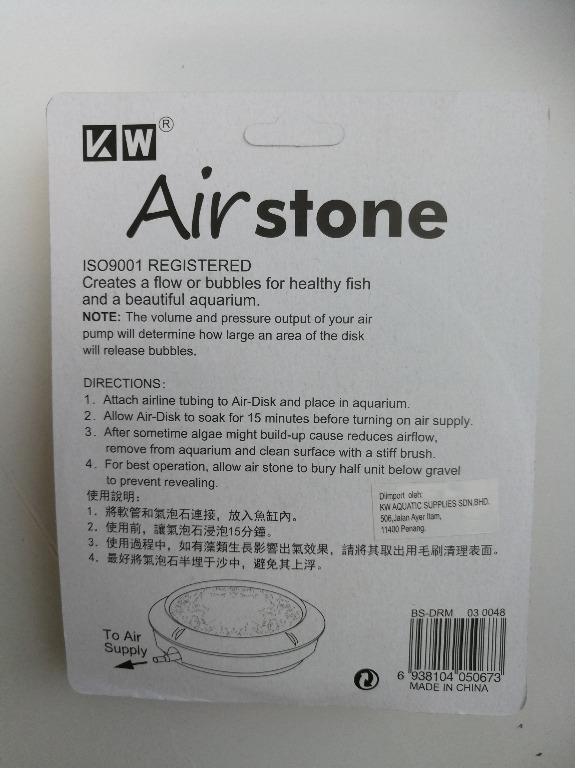 KW®
Air stone
ISO9001 REGISTERED
Creates a flow or bubbles for healthy fish
and a beautiful aquarium.
NOTE: The volume and pressure output of your air
pump will determine how large an area of the disk
will release bubbles.
DIRECTIONS:
1. Attach airline tubing to Air-Disk and place in aquarium.
2. Allow Air-Disk to soak for 15 minutes before turning on air supply.
3. After sometime algae might build-up cause reduces airflow,
remove from aquarium and clean surface with a stiff brush.
4. For best operation, allow air stone to bury half unit below gravel
to prevent revealing.
使用說明:
1. 將軟管和氣泡石連接，放入魚缸內。
2. 使用前，讓氣泡石浸泡15分鐘。
3. 使用過程中，如有藻類生長影響出氣效果，請將其取出用毛刷清理表面。
4. 最好將氣泡石半埋于沙中，避免其上浮。
Diimport oleh:
KW AQUATIC SUPPLIES SDN.BHD.
506,Jalan Ayer Itam,
11400 Penang.
To Air
Supply
BS-DRM 03 0048
6 938104 050673
MADE IN CHINA